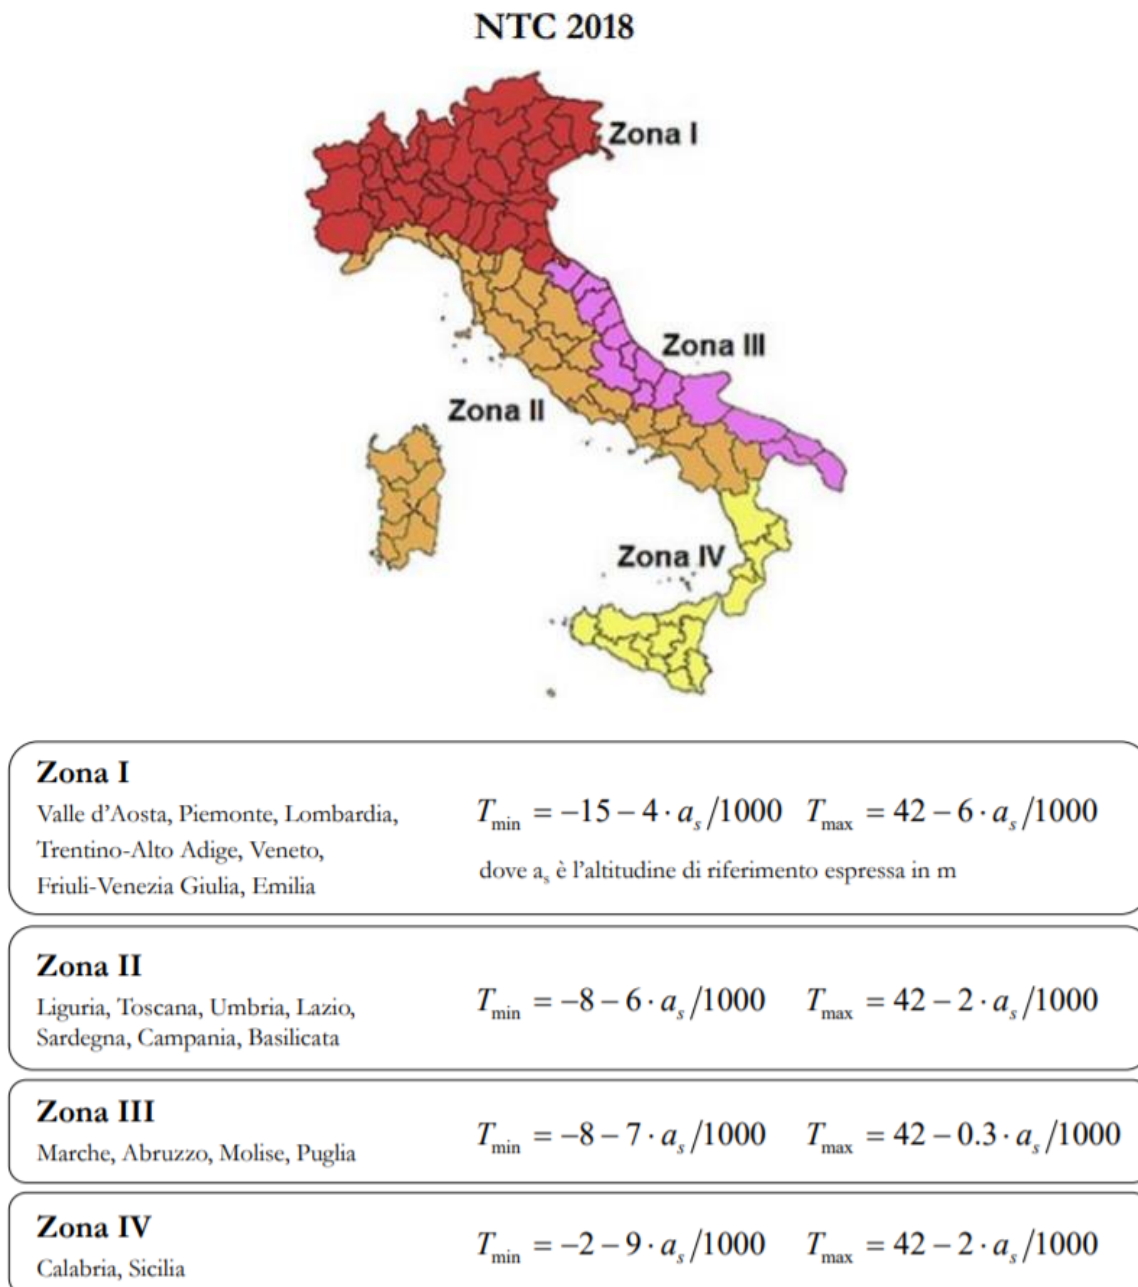 NTC 2018
Zona I
Zona III
Zona II
Zona IV
Zona I
Valle d'Aosta, Piemonte, Lombardia,
Trentino-Alto Adige, Veneto,
Friuli-Venezia Giulia, Emilia
T_min = −15 − 4 · a_s/1000 T_max = 42 − 6 · a_s/1000
dove a_s è l'altitudine di riferimento espressa in m
Zona II
Liguria, Toscana, Umbria, Lazio,
Sardegna, Campania, Basilicata
T_min = −8 − 6 · a_s/1000 T_max = 42 − 2 · a_s/1000
Zona III
Marche, Abruzzo, Molise, Puglia
T_min = −8 − 7 · a_s/1000 T_max = 42 − 0.3 · a_s/1000
Zona IV
Calabria, Sicilia
T_min = −2 − 9 · a_s/1000 T_max = 42 − 2 · a_s/1000